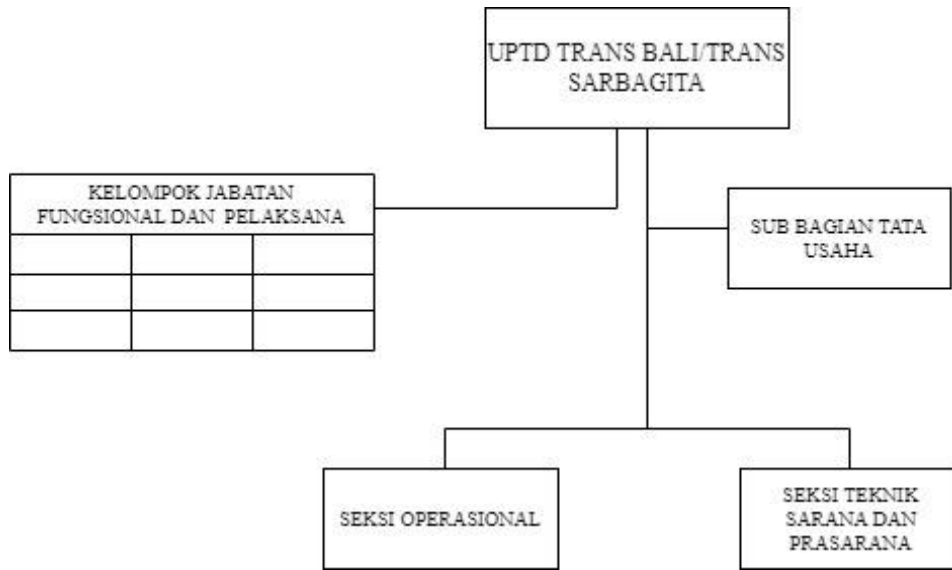 UPTD TRANS BALI/TRANS
SARBAGITA
KELOMPOK JABATAN
FUNGSIONAL DAN PELAKSANA
SUB BAGIAN TATA
USAHA
SEKSI OPERASIONAL
SEKSI TEKNIK
SARANA DAN
PRASARANA